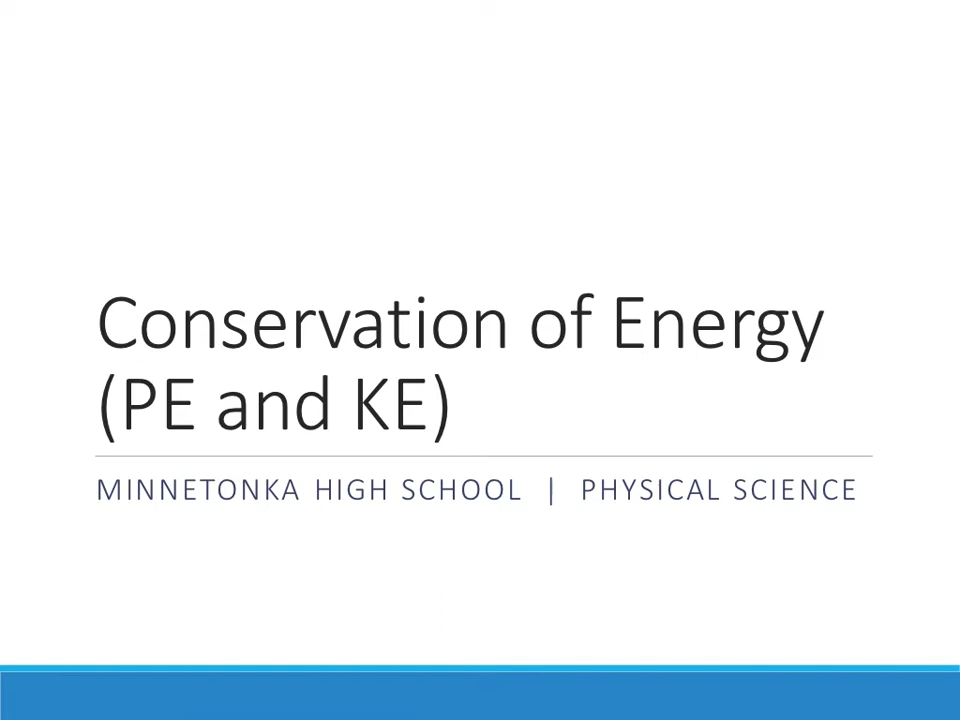 Conservation of Energy
(PE and KE)
MINNETONKA HIGH SCHOOL | PHYSICAL SCIENCE